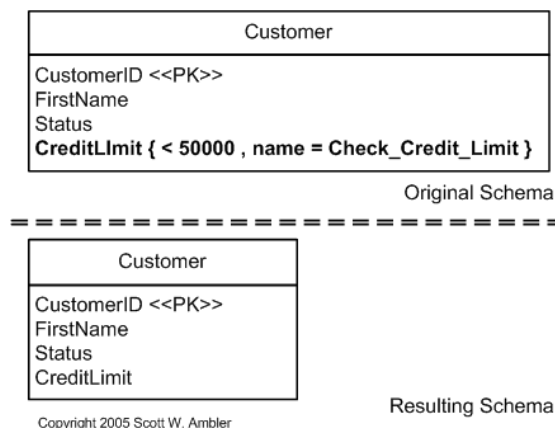 Customer
CustomerID <<PK>>
FirstName
Status
CreditLImit { < 50000 , name = Check_Credit_Limit }
Original Schema
Customer
CustomerID <<PK>>
FirstName
Status
CreditLimit
Resulting Schema
Copyright 2005 Scott W. Ambler